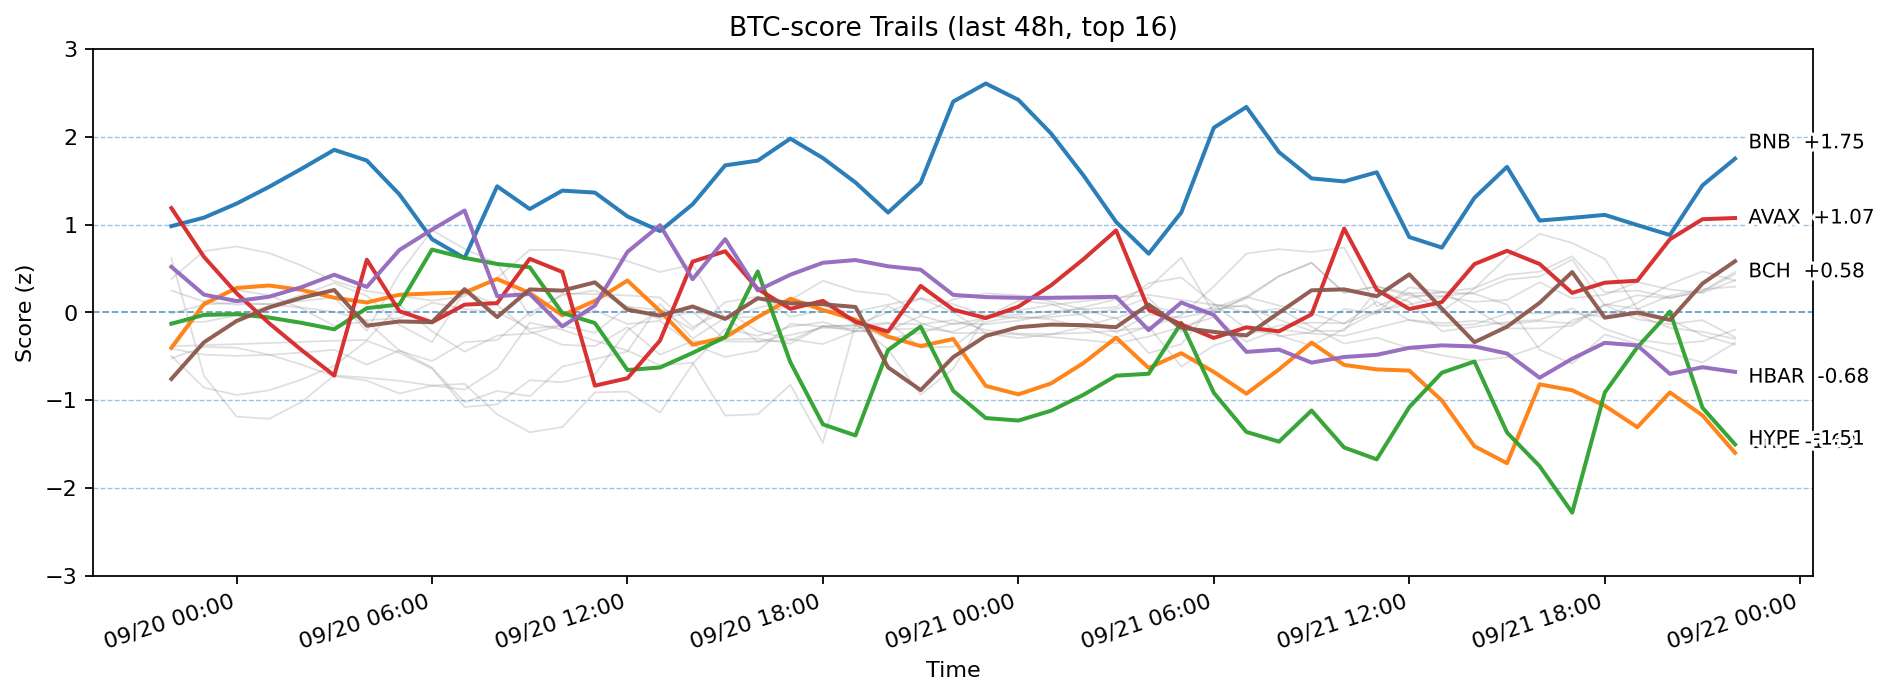 BTC-score Trails (last 48h, top 16)
Score (z)
3
2
1
0
−1
−2
−3
BNB +1.75
AVAX +1.07
BCH +0.58
HBAR -0.68
HYPE -1.51
09/20 00:00
09/20 06:00
09/20 12:00
09/20 18:00
09/21 00:00
09/21 06:00
09/21 12:00
09/21 18:00
09/22 00:00
Time